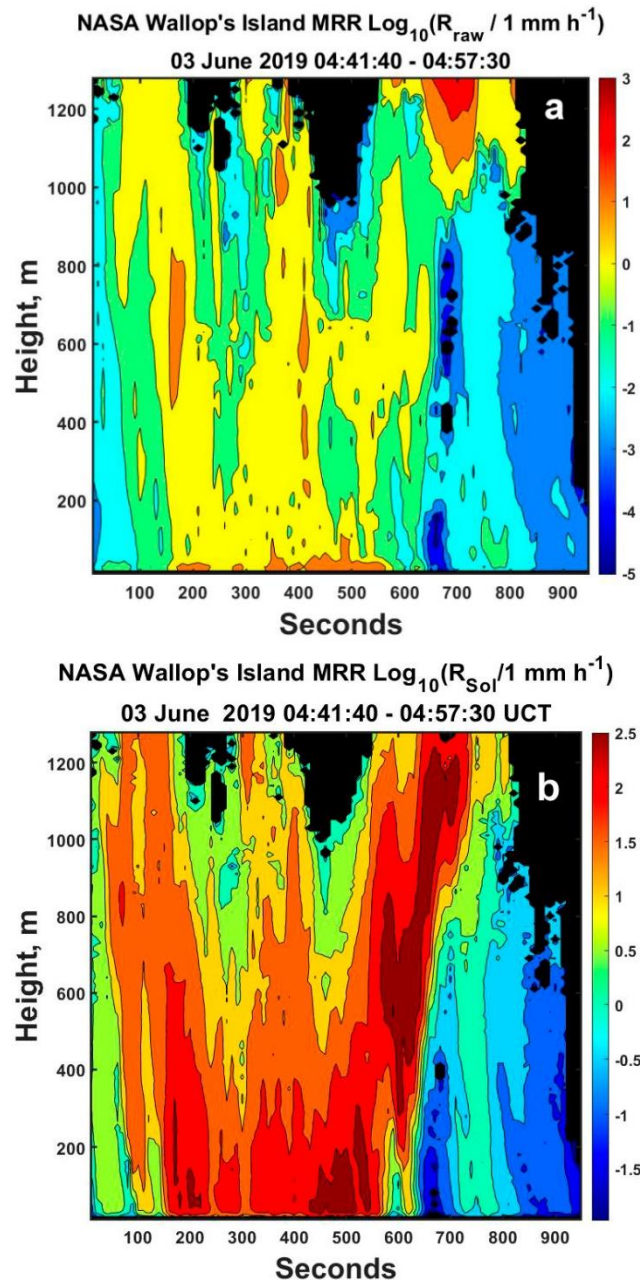 NASA Wallop's Island MRR Log₁₀(R_raw / 1 mm h⁻¹)
03 June 2019 04:41:40 - 04:57:30
a
Height, m
1200
1000
800
600
400
200
100 200 300 400 500 600 700 800 900
Seconds
3
2
1
0
-1
-2
-3
-4
-5
NASA Wallop's Island MRR Log₁₀(R_Sol/1 mm h⁻¹)
03 June 2019 04:41:40 - 04:57:30 UCT
b
Height, m
1200
1000
800
600
400
200
100 200 300 400 500 600 700 800 900
Seconds
2.5
2
1.5
1
0.5
0
-0.5
-1
-1.5